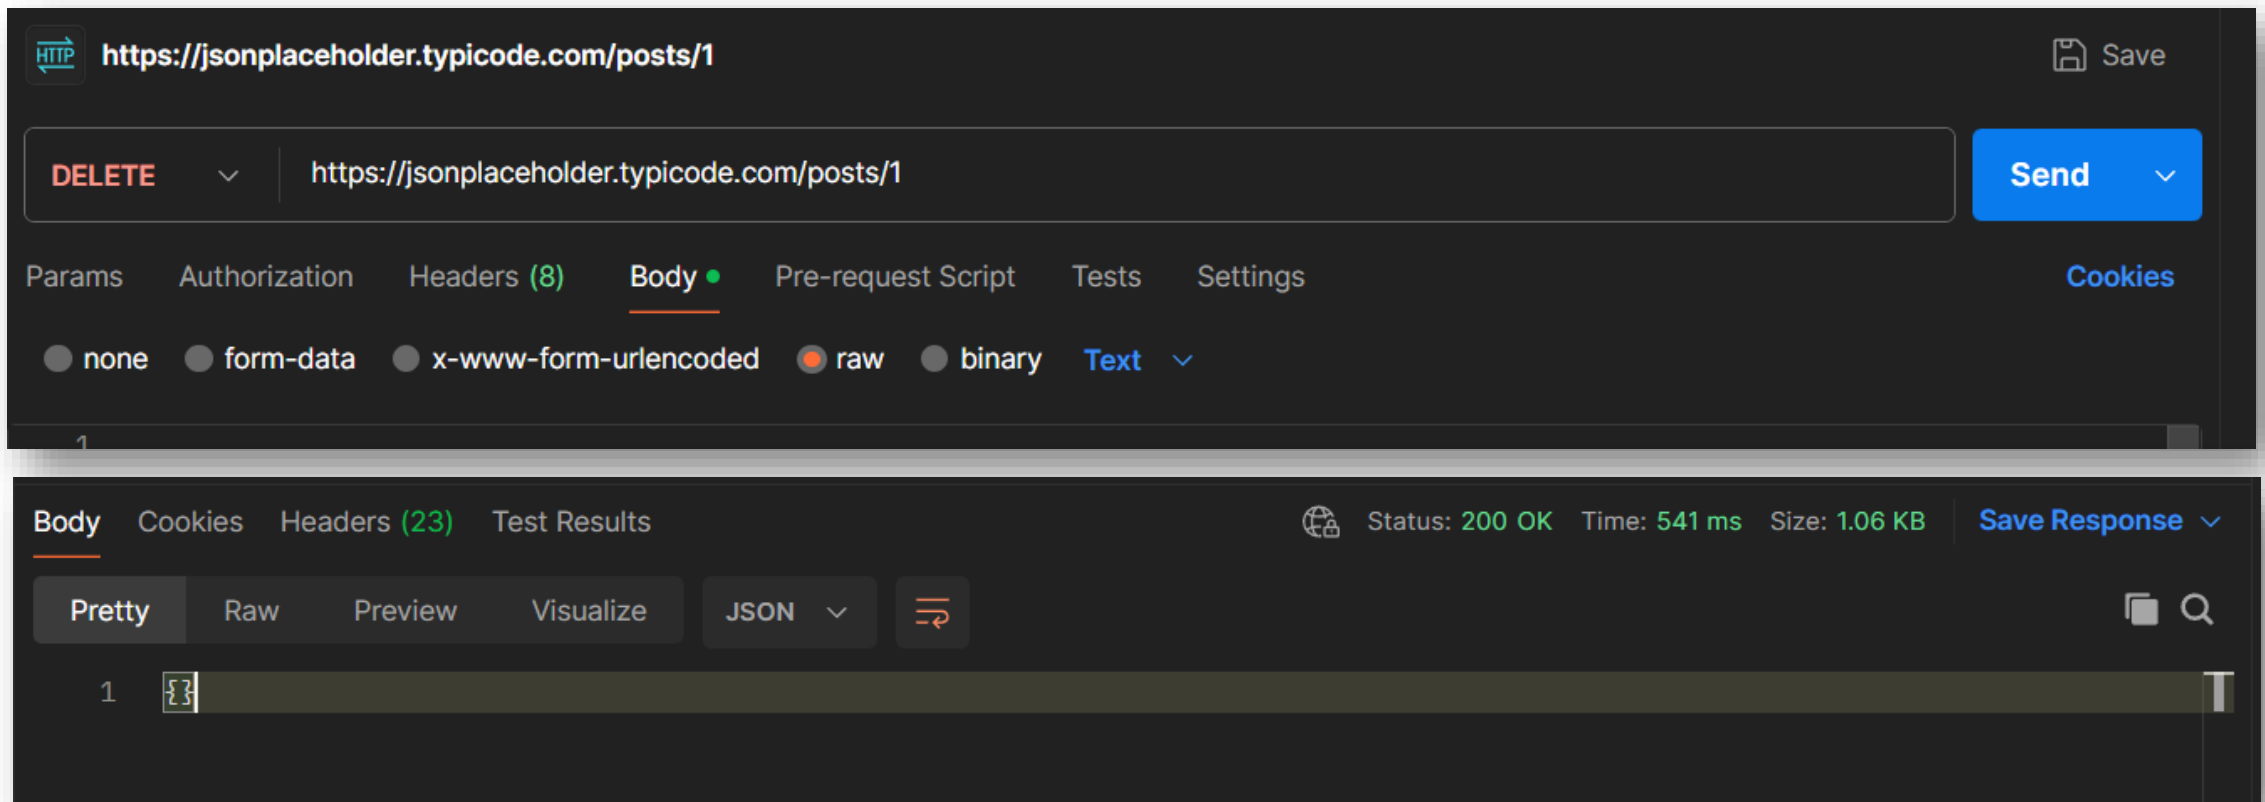 HTTP https://jsonplaceholder.typicode.com/posts/1 Save
DELETE https://jsonplaceholder.typicode.com/posts/1 Send
Params Authorization Headers (8) Body Pre-request Script Tests Settings Cookies
none form-data x-www-form-urlencoded raw binary Text
1
Body Cookies Headers (23) Test Results Status: 200 OK Time: 541 ms Size: 1.06 KB Save Response
Pretty Raw Preview Visualize JSON
1 {}